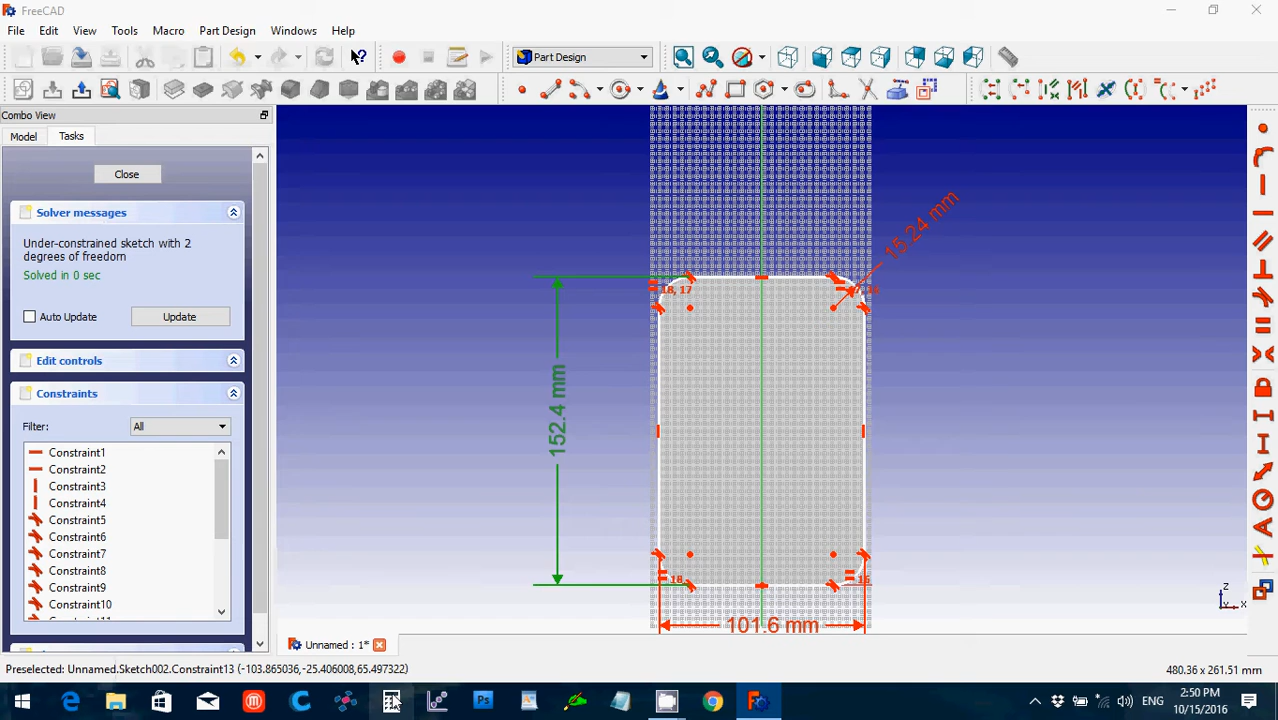 FreeCAD
File Edit View Tools Macro Part Design Windows Help
Part Design
Combo View
Model Tasks
Close
Solver messages
Under-constrained sketch with 2
degrees of freedom
Solved in 0 sec
Auto Update Update
Edit controls
Constraints
Filter: All
Constraint1
Constraint2
Constraint3
Constraint4
Constraint5
Constraint6
Constraint7
Constraint8
Constraint9
Constraint10
15.24 mm
18, 17
152.4 mm
18
16
101.6 mm
Z
Y X
Unnamed : 1*
Preselected: Unnamed.Sketch002.Constraint13 (-103.865036,-25.406008,65.497322)
480.36 x 261.51 mm
ENG
2:50 PM
10/15/2016